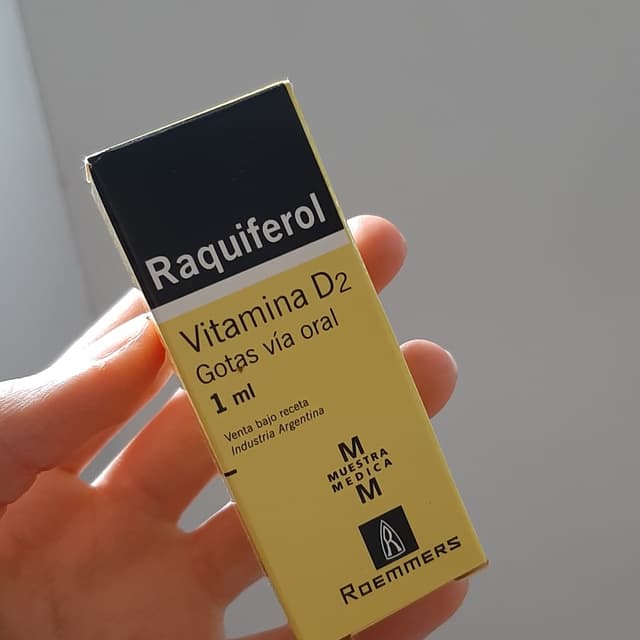 Raquiferol
Vitamina D2
Gotas vía oral
1 ml
Venta bajo receta
Industria Argentina
M
MUESTRA
MEDICA
M
R
ROEMMERS